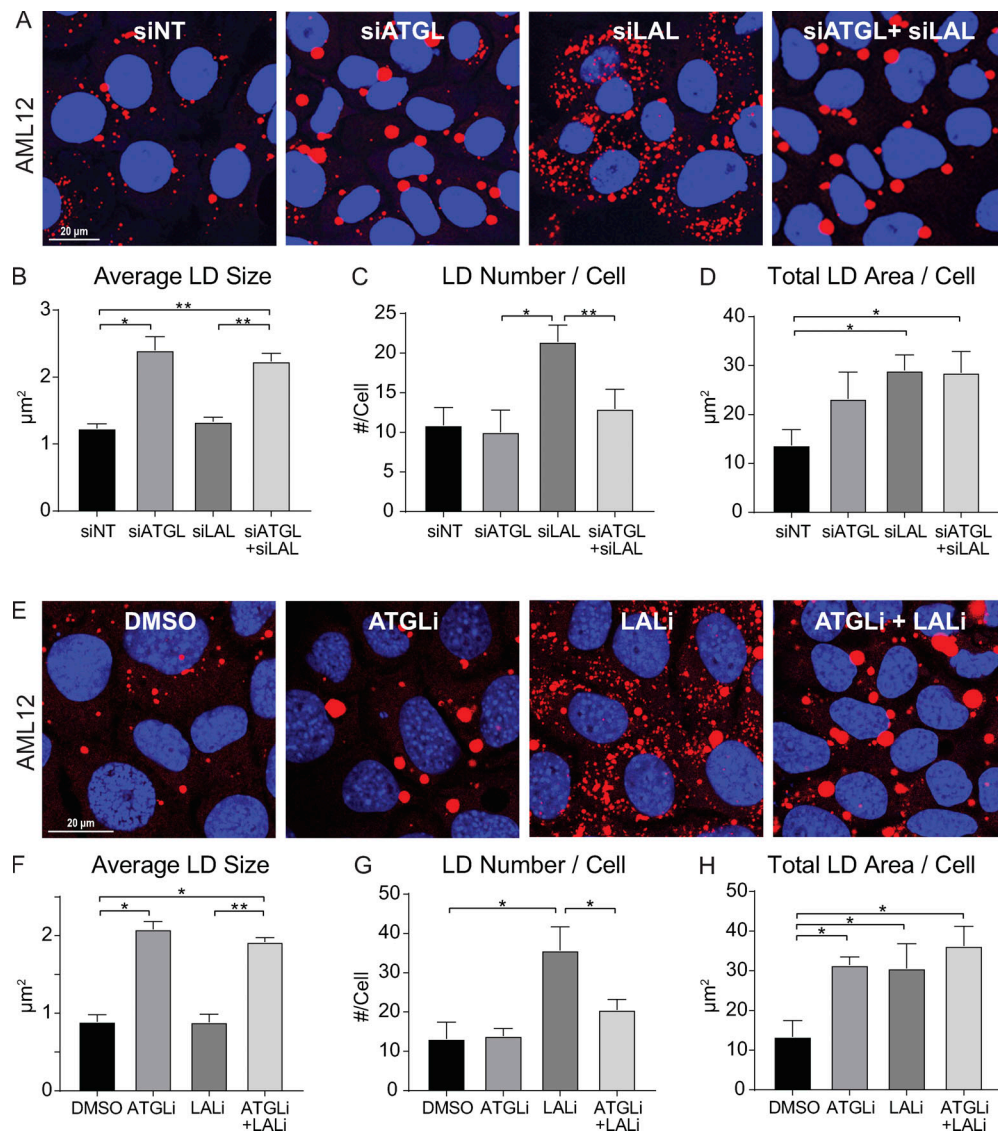 A
siNT
siATGL
siLAL
siATGL+ siLAL
AML12
20 µm
B
Average LD Size
µm²
3
2
1
0
*
**
**
siNT
siATGL
siLAL
siATGL
+siLAL
C
LD Number / Cell
#/Cell
25
20
15
10
5
0
*
**
siNT
siATGL
siLAL
siATGL
+siLAL
D
Total LD Area / Cell
µm²
40
30
20
10
0
*
*
siNT
siATGL
siLAL
siATGL
+siLAL
E
DMSO
ATGLi
LALi
ATGLi + LALi
AML12
20 µm
F
Average LD Size
µm²
2
1
0
*
*
**
DMSO
ATGLi
LALi
ATGLi
+LALi
G
LD Number / Cell
#/Cell
50
40
30
20
10
0
*
*
DMSO
ATGLi
LALi
ATGLi
+LALi
H
Total LD Area / Cell
µm²
50
40
30
20
10
0
*
*
*
DMSO
ATGLi
LALi
ATGLi
+LALi